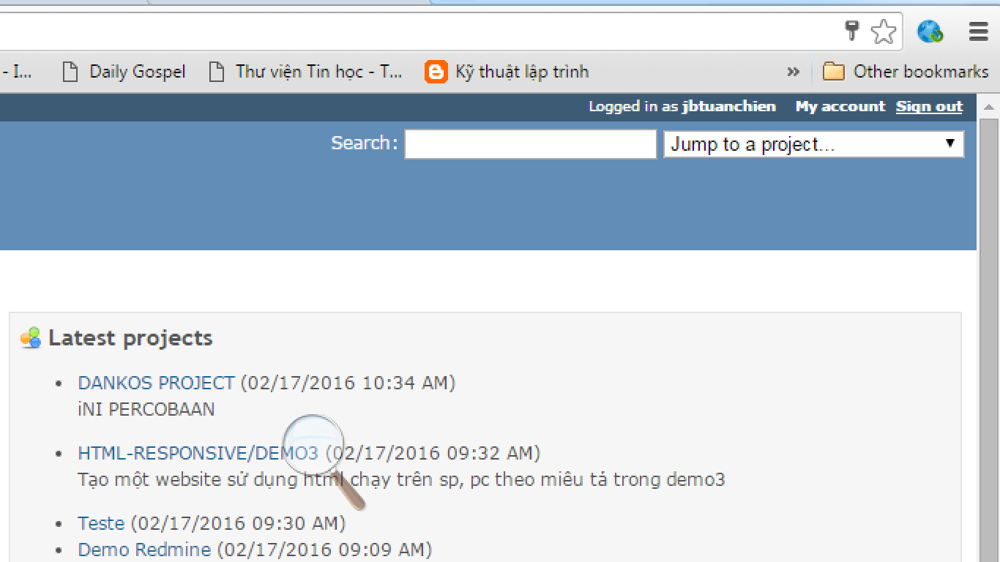 - I... Daily Gospel Thư viện Tin học - T... Kỹ thuật lập trình » Other bookmarks
Logged in as jbtuanchien My account Sign out
Search: Jump to a project...
Latest projects
DANKOS PROJECT (02/17/2016 10:34 AM)
iNI PERCOBAAN
HTML-RESPONSIVE/DEMO3 (02/17/2016 09:32 AM)
Tạo một website sử dụng html chạy trên sp, pc theo miêu tả trong demo3
Teste (02/17/2016 09:30 AM)
Demo Redmine (02/17/2016 09:09 AM)